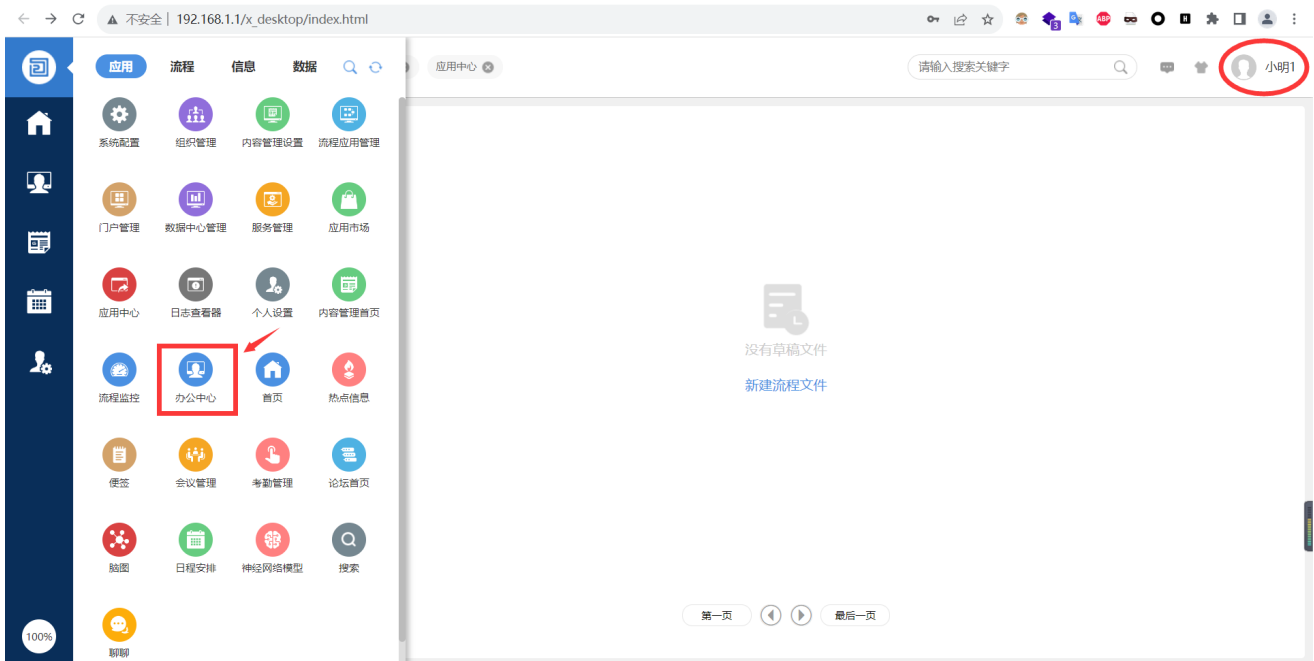 不安全 | 192.168.1.1/x_desktop/index.html
3
ABP
H
应用 流程 信息 数据
应用中心
请输入搜索关键字
小明1
系统配置 组织管理 内容管理设置 流程应用管理
门户管理 数据中心管理 服务管理 应用市场
应用中心 日志查看器 个人设置 内容管理首页
流程监控 办公中心 首页 热点信息
便签 会议管理 考勤管理 论坛首页
脑图 日程安排 神经网络模型 搜索
聊聊
没有草稿文件
新建流程文件
第一页 最后一页
100%